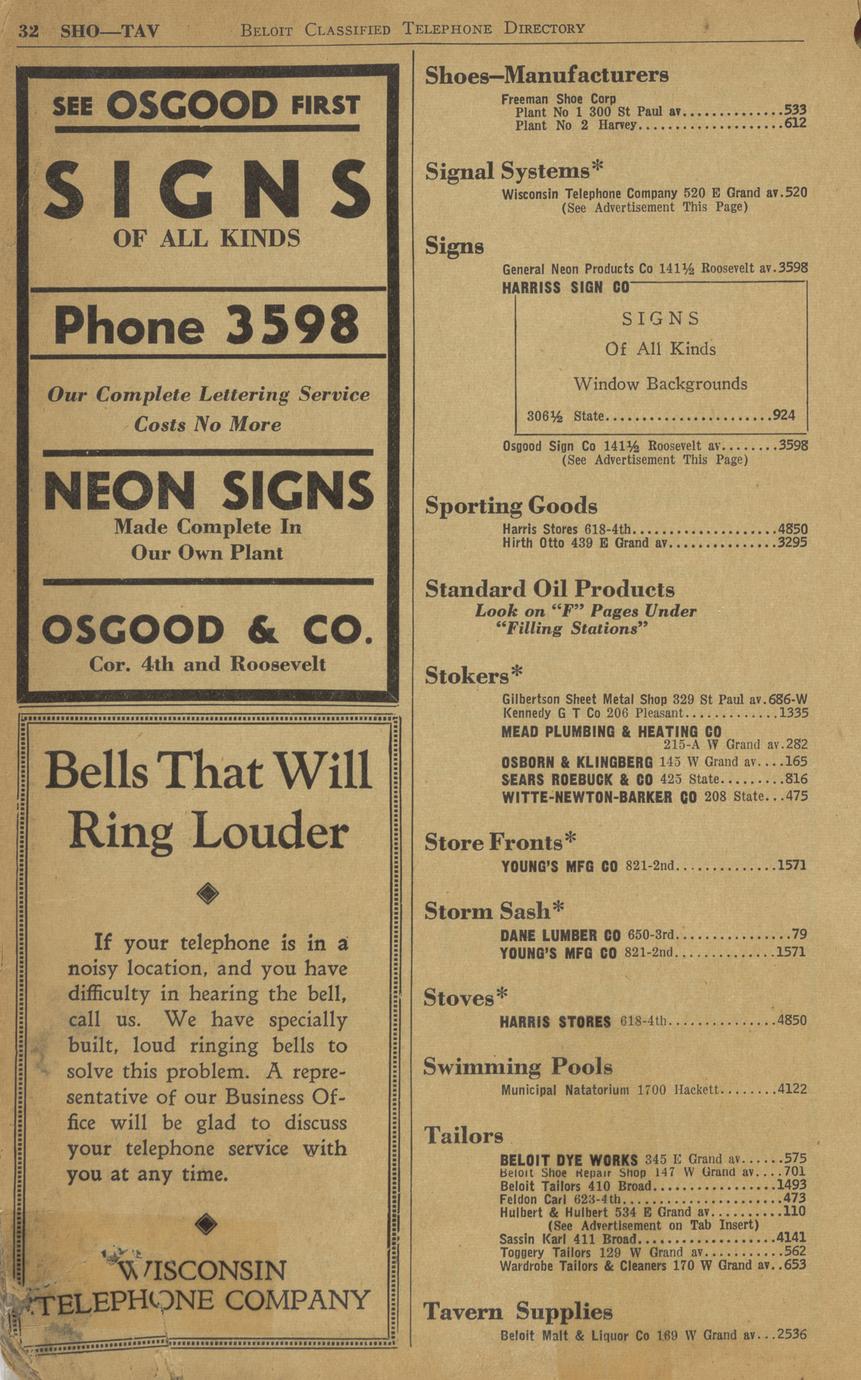 32 SHO—TAV Beloit Classified Telephone Directory
SEE OSGOOD FIRST
SIGNS
OF ALL KINDS
Phone 3598
Our Complete Lettering Service
Costs No More
NEON SIGNS
Made Complete In
Our Own Plant
OSGOOD & CO.
Cor. 4th and Roosevelt
Bells That Will
Ring Louder
If your telephone is in a
noisy location, and you have
difficulty in hearing the bell,
call us. We have specially
built, loud ringing bells to
solve this problem. A repre-
sentative of our Business Of-
fice will be glad to discuss
your telephone service with
you at any time.
WISCONSIN
TELEPHONE COMPANY
Shoes—Manufacturers
Freeman Shoe Corp
Plant No 1 300 St Paul av..............533
Plant No 2 Harvey....................612
Signal Systems*
Wisconsin Telephone Company 520 E Grand av.520
(See Advertisement This Page)
Signs
General Neon Products Co 141½ Roosevelt av.3598
HARRISS SIGN CO
SIGNS
Of All Kinds
Window Backgrounds
306½ State.......................924
Osgood Sign Co 141½ Roosevelt av........3598
(See Advertisement This Page)
Sporting Goods
Harris Stores 618-4th....................4850
Hirth Otto 439 E Grand av...............3295
Standard Oil Products
Look on "F" Pages Under
"Filling Stations"
Stokers*
Gilbertson Sheet Metal Shop 329 St Paul av.686-W
Kennedy G T Co 206 Pleasant.............1335
MEAD PLUMBING & HEATING CO
215-A W Grand av.282
OSBORN & KLINGBERG 145 W Grand av....165
SEARS ROEBUCK & CO 425 State.........816
WITTE-NEWTON-BARKER CO 208 State...475
Store Fronts*
YOUNG'S MFG CO 821-2nd..............1571
Storm Sash*
DANE LUMBER CO 650-3rd................79
YOUNG'S MFG CO 821-2nd..............1571
Stoves*
HARRIS STORES 618-4th...............4850
Swimming Pools
Municipal Natatorium 1700 Hackett........4122
Tailors
BELOIT DYE WORKS 345 E Grand av......575
Beloit Shoe Repair Shop 147 W Grand av....701
Beloit Tailors 410 Broad.................1493
Feldon Carl 623-4th......................473
Hulbert & Hulbert 534 E Grand av..........110
(See Advertisement on Tab Insert)
Sassin Karl 411 Broad...................4141
Toggery Tailors 129 W Grand av...........562
Wardrobe Tailors & Cleaners 170 W Grand av..653
Tavern Supplies
Beloit Malt & Liquor Co 169 W Grand av...2536